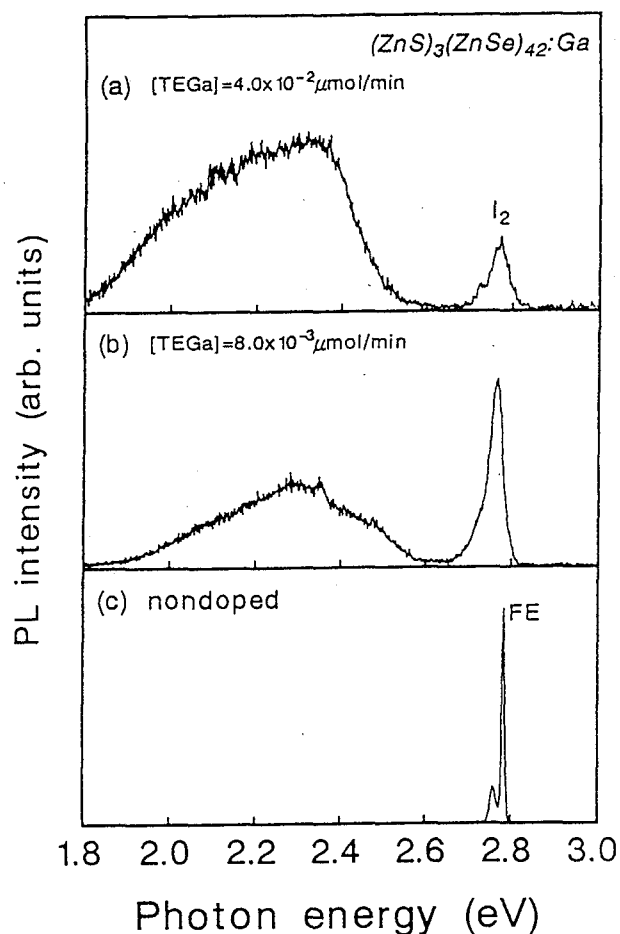 (ZnS)₃(ZnSe)₄₂:Ga
(a) [TEGa]=4.0x10⁻²μmol/min
I₂
(b) [TEGa]=8.0x10⁻³μmol/min
(c) nondoped
FE
PL intensity (arb. units)
1.8 2.0 2.2 2.4 2.6 2.8 3.0
Photon energy (eV)